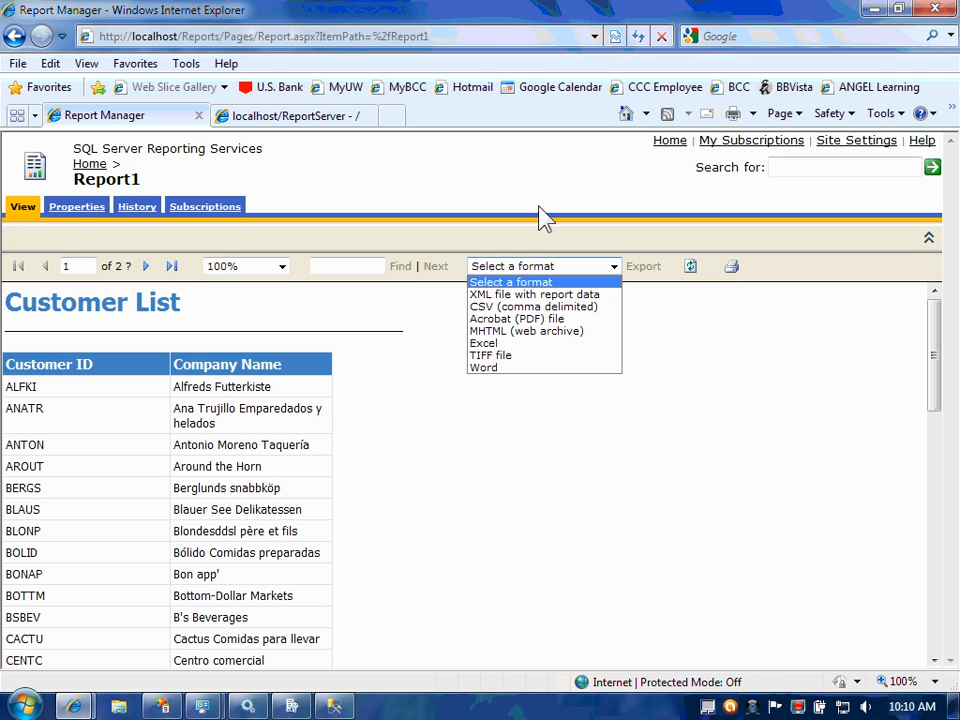 Report Manager - Windows Internet Explorer
http://localhost/Reports/Pages/Report.aspx?ItemPath=%2fReport1
Google
File Edit View Favorites Tools Help
Favorites Web Slice Gallery U.S. Bank MyUW MyBCC Hotmail Google Calendar CCC Employee BCC BBVista ANGEL Learning
Report Manager localhost/ReportServer - / Page Safety Tools
SQL Server Reporting Services
Home >
Report1
Home | My Subscriptions | Site Settings | Help
Search for:
View Properties History Subscriptions
1 of 2 ? 100% Find | Next Select a format Export
Select a format
XML file with report data
CSV (comma delimited)
Acrobat (PDF) file
MHTML (web archive)
Excel
TIFF file
Word
Customer List
Customer ID Company Name
ALFKI Alfreds Futterkiste
ANATR Ana Trujillo Emparedados y
helados
ANTON Antonio Moreno Taquería
AROUT Around the Horn
BERGS Berglunds snabbköp
BLAUS Blauer See Delikatessen
BLONP Blondesddsl père et fils
BOLID Bólido Comidas preparadas
BONAP Bon app'
BOTTM Bottom-Dollar Markets
BSBEV B's Beverages
CACTU Cactus Comidas para llevar
CENTC Centro comercial
Internet | Protected Mode: Off 100%
10:10 AM